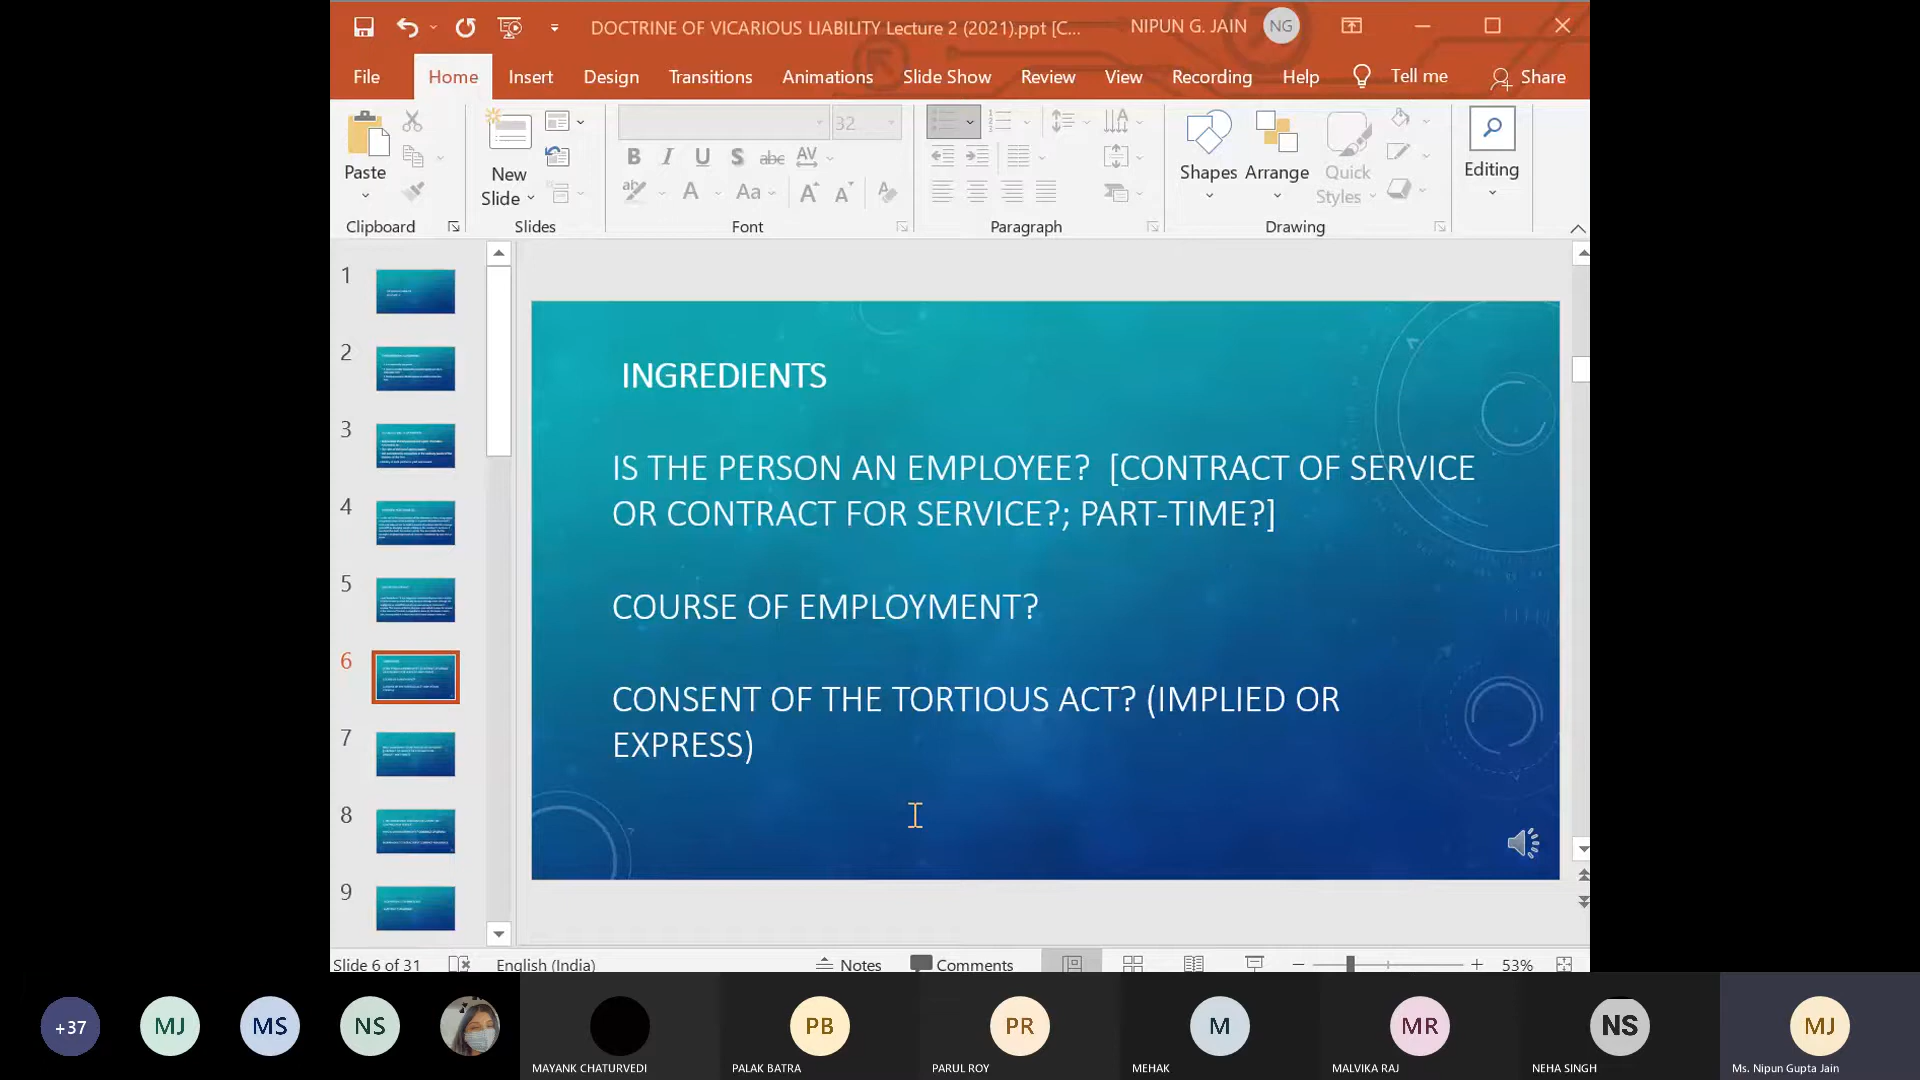 DOCTRINE OF VICARIOUS LIABILITY Lecture 2 (2021).ppt [C...
NIPUN G. JAIN
NG
File
Home
Insert
Design
Transitions
Animations
Slide Show
Review
View
Recording
Help
Tell me
Share
Paste
New
Slide
32
B I U S abc AV
A Aa A A
Shapes
Arrange
Quick
Styles
Editing
Clipboard
Slides
Font
Paragraph
Drawing
1
2
3
4
5
6
7
8
9
INGREDIENTS
IS THE PERSON AN EMPLOYEE? [CONTRACT OF SERVICE
OR CONTRACT FOR SERVICE?; PART-TIME?]
COURSE OF EMPLOYMENT?
CONSENT OF THE TORTIOUS ACT? (IMPLIED OR
EXPRESS)
Slide 6 of 31
English (India)
Notes
Comments
53%
+37
MJ
MS
NS
PB
PR
M
MR
NS
MJ
MAYANK CHATURVEDI
PALAK BATRA
PARUL ROY
MEHAK
MALVIKA RAJ
NEHA SINGH
Ms. Nipun Gupta Jain